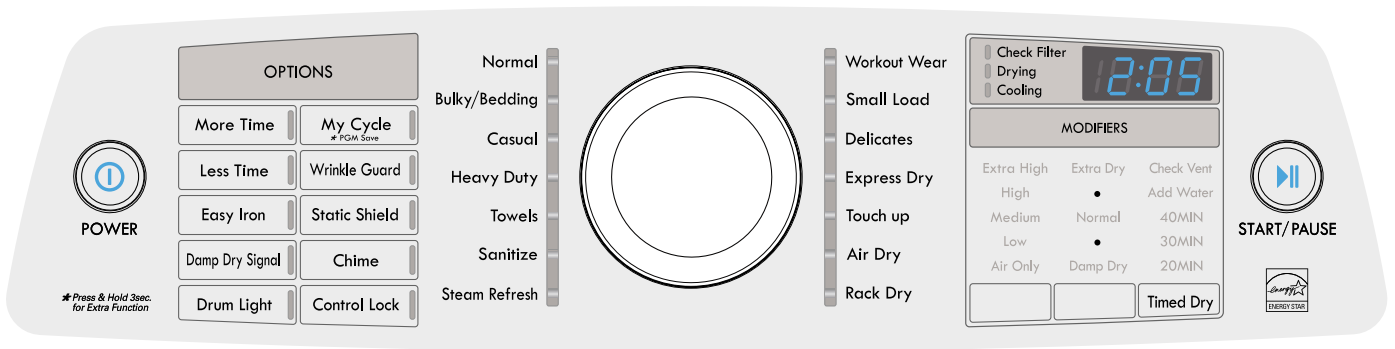 POWER
* Press & Hold 3sec.
for Extra Function
OPTIONS
More Time
My Cycle
* PGM Save
Less Time
Wrinkle Guard
Easy Iron
Static Shield
Damp Dry Signal
Chime
Drum Light
Control Lock
Normal
Bulky/Bedding
Casual
Heavy Duty
Towels
Sanitize
Steam Refresh
Workout Wear
Small Load
Delicates
Express Dry
Touch up
Air Dry
Rack Dry
Check Filter
Drying
Cooling
2:05
MODIFIERS
Extra High Extra Dry Check Vent
High • Add Water
Medium Normal 40MIN
Low • 30MIN
Air Only Damp Dry 20MIN
Timed Dry
START/PAUSE
energy
ENERGY STAR